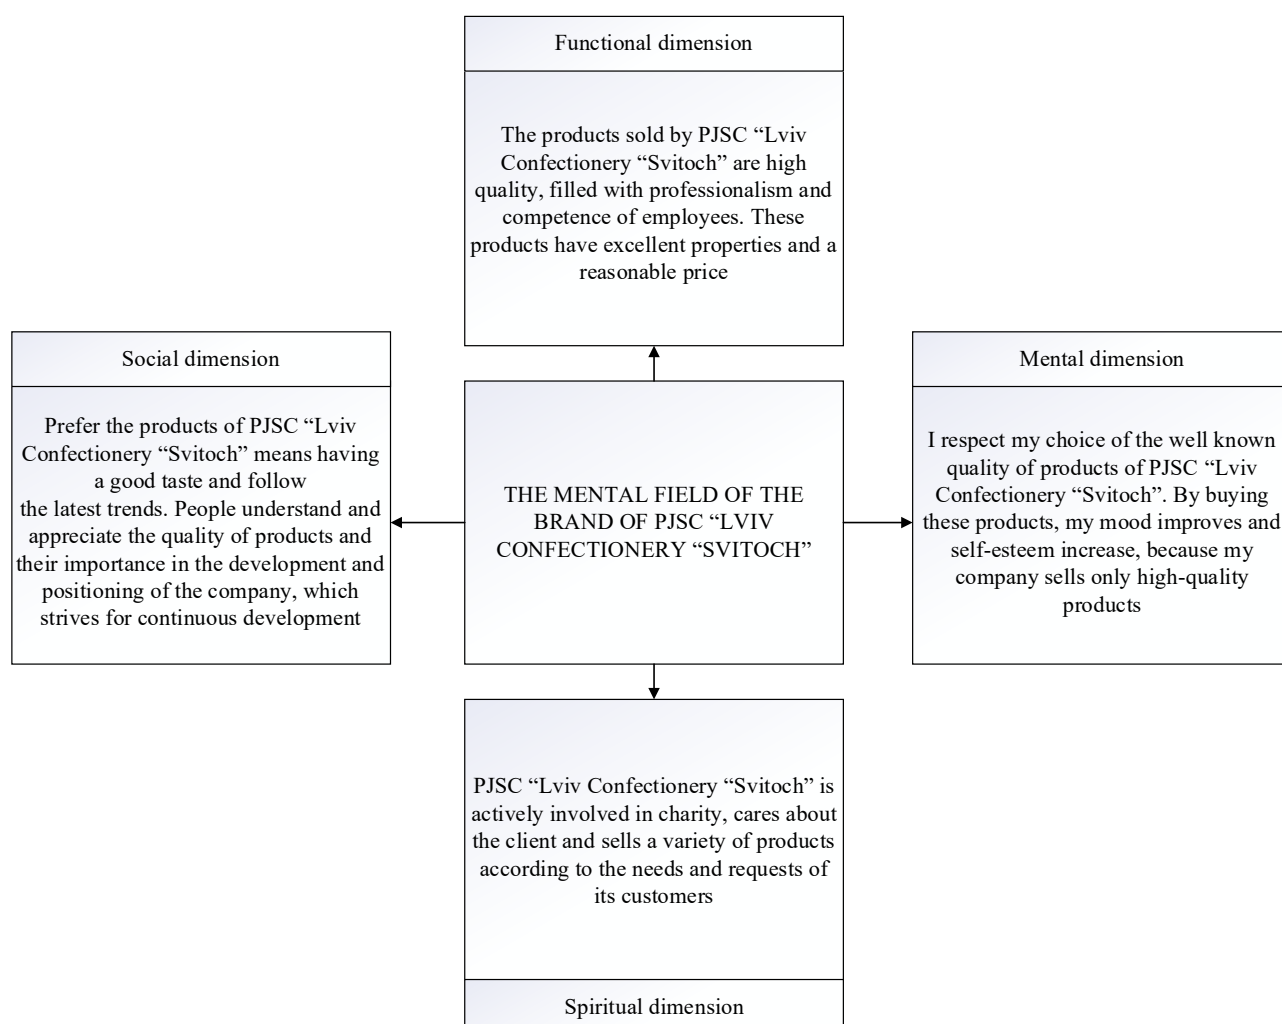 Functional dimension
The products sold by PJSC “Lviv
Confectionery “Svitoch” are high
quality, filled with professionalism and
competence of employees. These
products have excellent properties and a
reasonable price
Social dimension
Prefer the products of PJSC “Lviv
Confectionery “Svitoch” means having
a good taste and follow
the latest trends. People understand and
appreciate the quality of products and
their importance in the development and
positioning of the company, which
strives for continuous development
THE MENTAL FIELD OF THE
BRAND OF PJSC “LVIV
CONFECTIONERY “SVITOCH”
Mental dimension
I respect my choice of the well known
quality of products of PJSC “Lviv
Confectionery “Svitoch”. By buying
these products, my mood improves and
self-esteem increase, because my
company sells only high-quality
products
PJSC “Lviv Confectionery “Svitoch” is
actively involved in charity, cares about
the client and sells a variety of products
according to the needs and requests of
its customers
Spiritual dimension